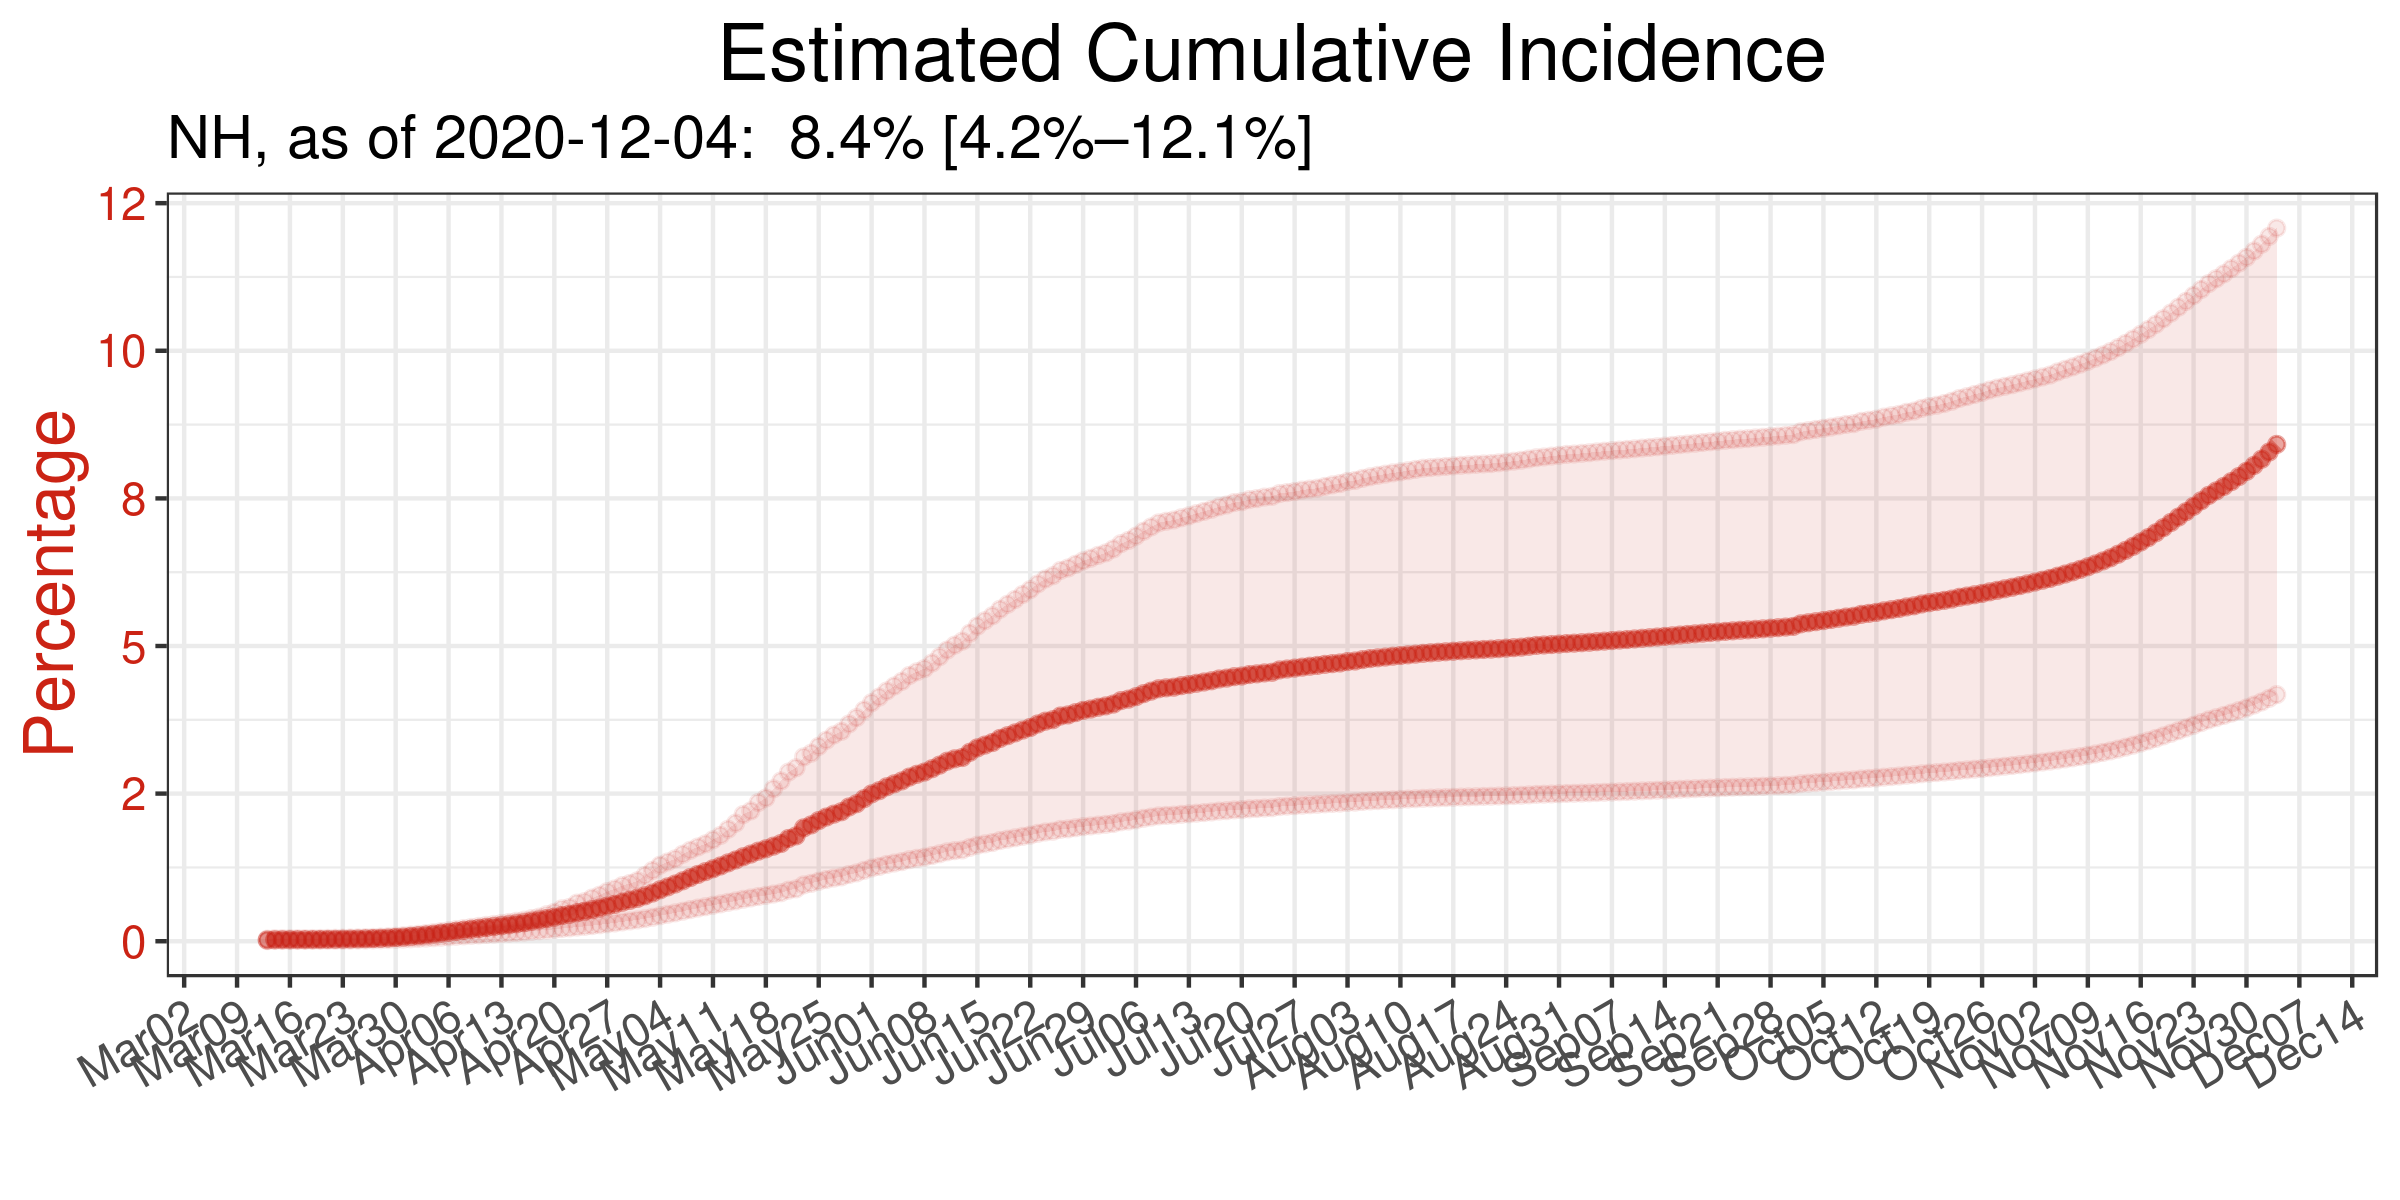 Estimated Cumulative Incidence
NH, as of 2020-12-04:  8.4% [4.2%–12.1%]
Percentage
12
10
8
5
2
0
Mar02
Mar09
Mar16
Mar23
Mar30
Apr06
Apr13
Apr20
Apr27
May04
May11
May18
May25
Jun01
Jun08
Jun15
Jun22
Jun29
Jul06
Jul13
Jul20
Jul27
Aug03
Aug10
Aug17
Aug24
Aug31
Sep07
Sep14
Sep21
Sep28
Oct05
Oct12
Oct19
Oct26
Nov02
Nov09
Nov16
Nov23
Nov30
Dec07
Dec14